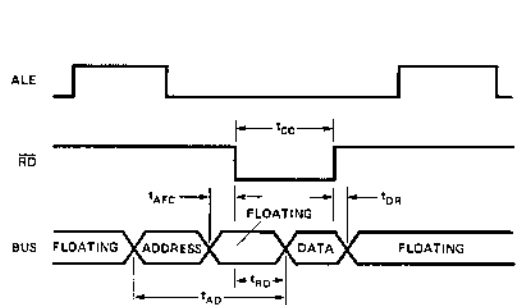 ALE
tCC
RD
tAFC
tDR
FLOATING
BUS FLOATING ADDRESS DATA FLOATING
tRD
tAD